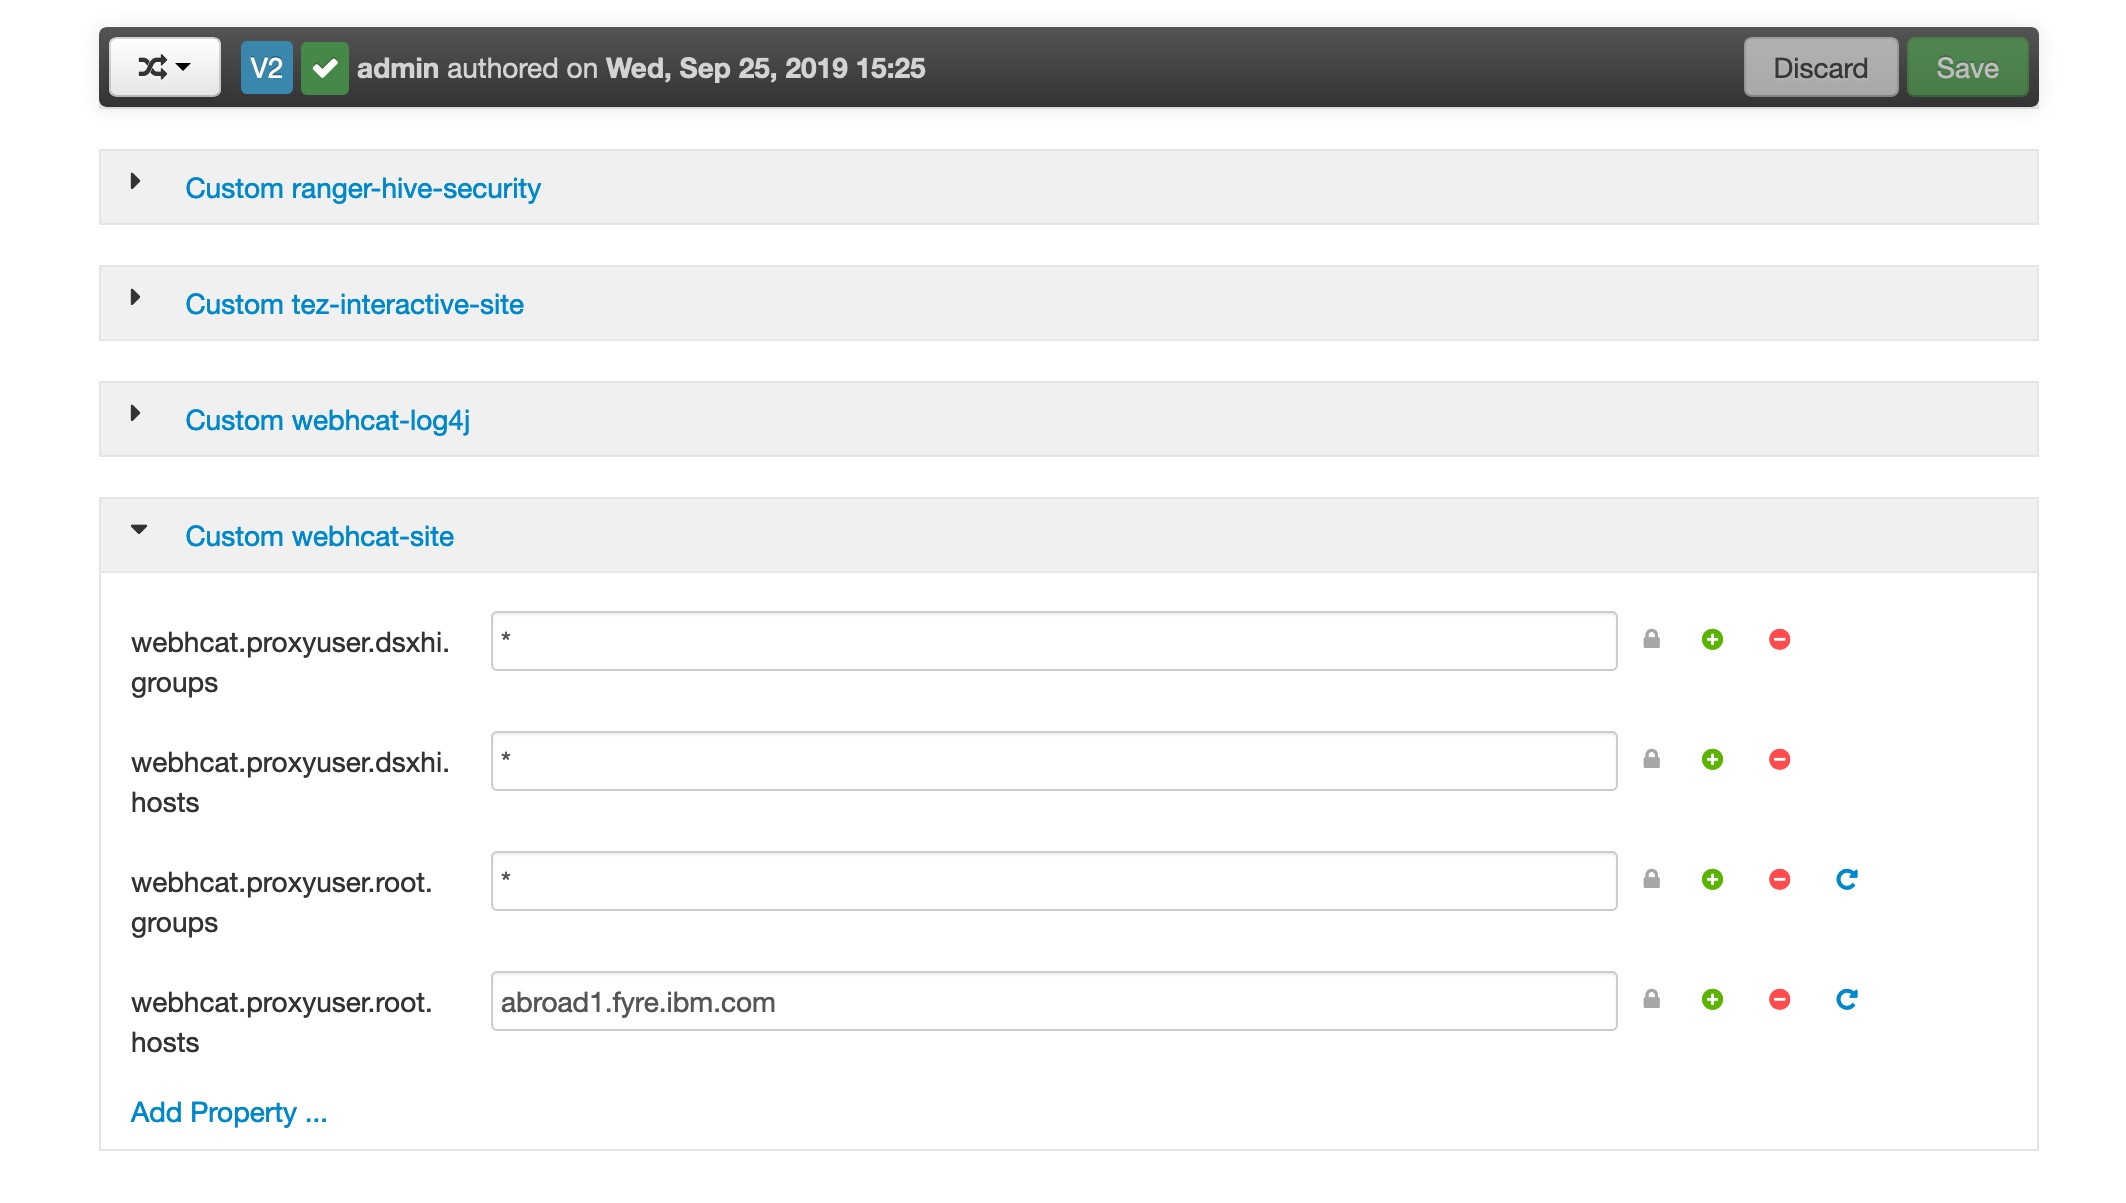 V2 admin authored on Wed, Sep 25, 2019 15:25 Discard Save
Custom ranger-hive-security
Custom tez-interactive-site
Custom webhcat-log4j
Custom webhcat-site
webhcat.proxyuser.dsxhi. *
groups
webhcat.proxyuser.dsxhi. *
hosts
webhcat.proxyuser.root. *
groups
webhcat.proxyuser.root. abroad1.fyre.ibm.com
hosts
Add Property ...